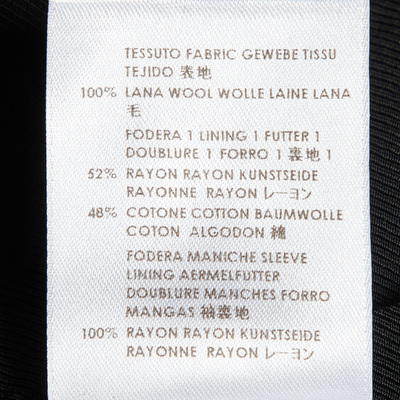 TESSUTO FABRIC GEWEBE TISSU
TEJIDO 表地
100% LANA WOOL WOLLE LAINE LANA
毛
FODERA 1 LINING 1 FUTTER 1
DOUBLURE 1 FORRO 1 裏地 1
52% RAYON RAYON KUNSTSEIDE
RAYONNE RAYON レーヨン
48% COTONE COTTON BAUMWOLLE
COTON ALGODON 綿
FODERA MANICHE SLEEVE
LINING AERMELFUTTER
DOUBLURE MANCHES FORRO
MANGAS 袖裏地
100% RAYON RAYON KUNSTSEIDE
RAYONNE RAYON レーヨン